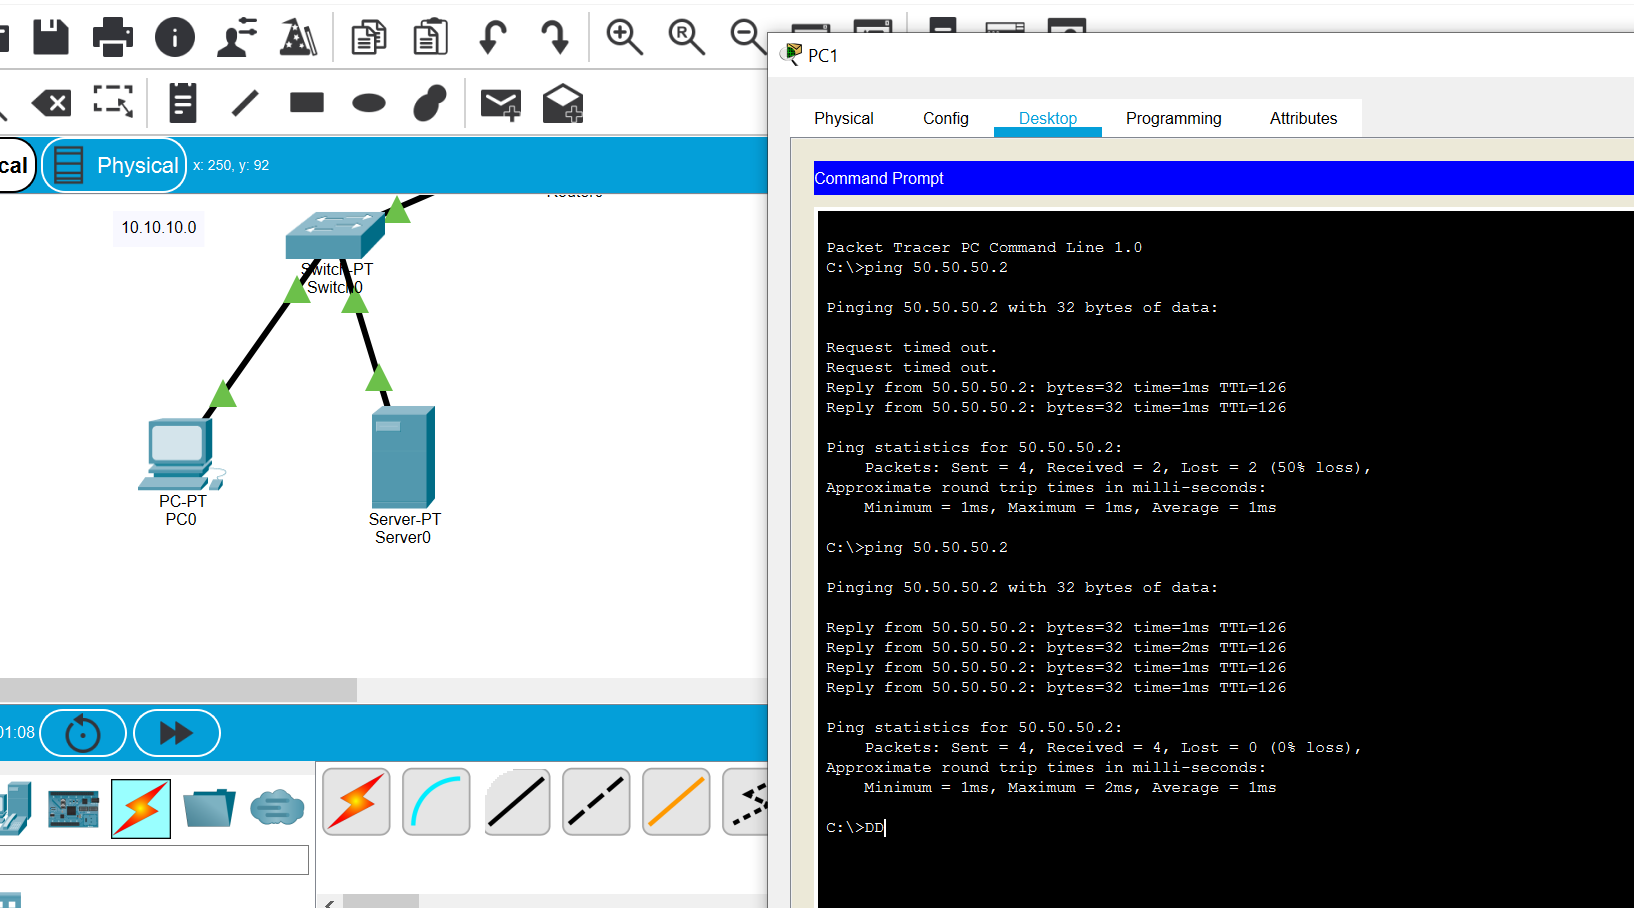 PC1
Physical
Config
Desktop
Programming
Attributes
cal
Physical
x: 250, y: 92
10.10.10.0
Switch-PT
Switch0
PC-PT
PC0
Server-PT
Server0
01:08
Command Prompt
Packet Tracer PC Command Line 1.0
C:\>ping 50.50.50.2
Pinging 50.50.50.2 with 32 bytes of data:
Request timed out.
Request timed out.
Reply from 50.50.50.2: bytes=32 time=1ms TTL=126
Reply from 50.50.50.2: bytes=32 time=1ms TTL=126
Ping statistics for 50.50.50.2:
Packets: Sent = 4, Received = 2, Lost = 2 (50% loss),
Approximate round trip times in milli-seconds:
Minimum = 1ms, Maximum = 1ms, Average = 1ms
C:\>ping 50.50.50.2
Pinging 50.50.50.2 with 32 bytes of data:
Reply from 50.50.50.2: bytes=32 time=1ms TTL=126
Reply from 50.50.50.2: bytes=32 time=2ms TTL=126
Reply from 50.50.50.2: bytes=32 time=1ms TTL=126
Reply from 50.50.50.2: bytes=32 time=1ms TTL=126
Ping statistics for 50.50.50.2:
Packets: Sent = 4, Received = 4, Lost = 0 (0% loss),
Approximate round trip times in milli-seconds:
Minimum = 1ms, Maximum = 2ms, Average = 1ms
C:\>DD